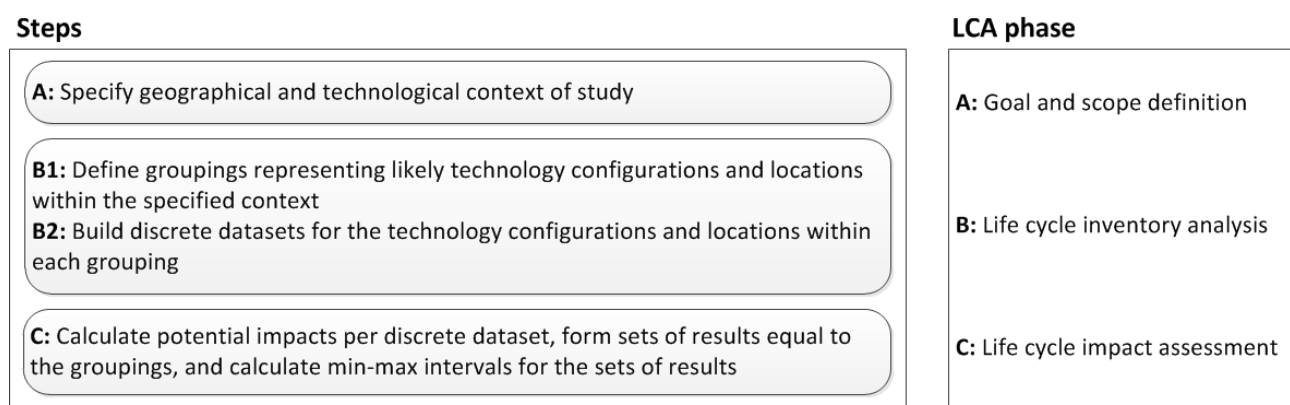 Steps
A: Specify geographical and technological context of study
B1: Define groupings representing likely technology configurations and locations
within the specified context
B2: Build discrete datasets for the technology configurations and locations within
each grouping
C: Calculate potential impacts per discrete dataset, form sets of results equal to
the groupings, and calculate min-max intervals for the sets of results
LCA phase
A: Goal and scope definition
B: Life cycle inventory analysis
C: Life cycle impact assessment